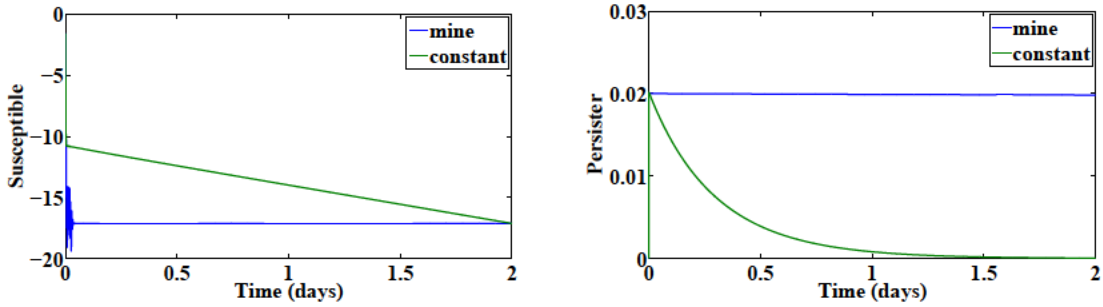 Susceptible
0
−5
−10
−15
−20
0 0.5 1 1.5 2
Time (days)
mine
constant
Persister
0.03
0.02
0.01
0
0 0.5 1 1.5 2
Time (days)
mine
constant